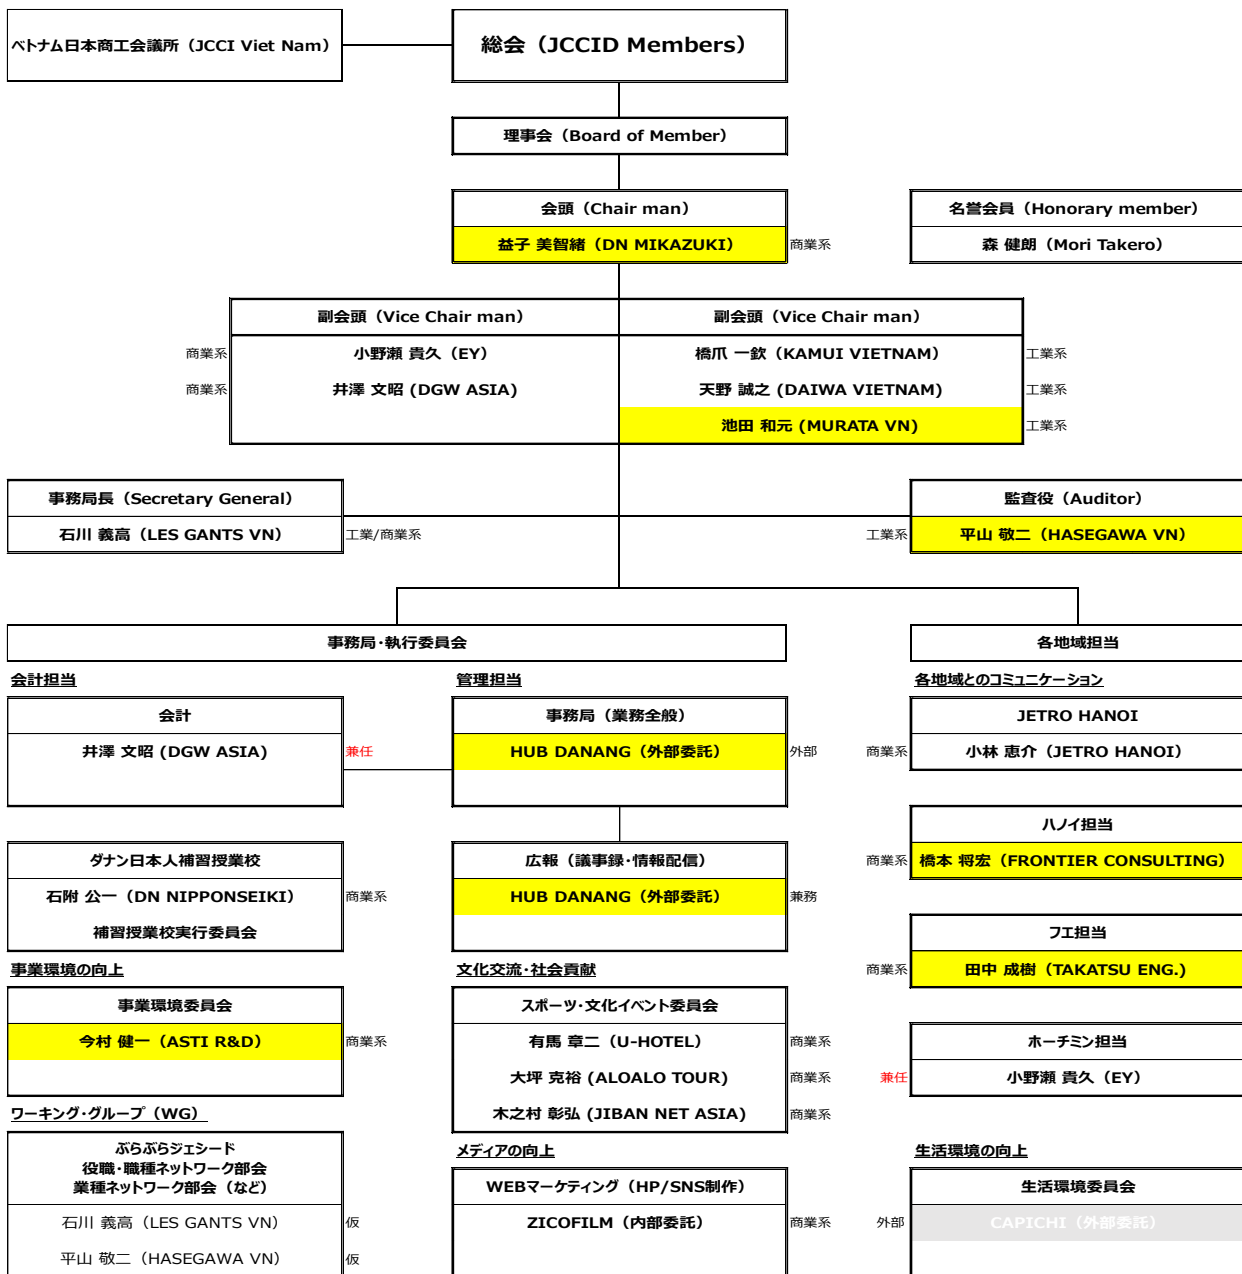 ベトナム日本商工会議所（JCCI Viet Nam）
総会（JCCID Members）
理事会（Board of Member）
会頭（Chair man）
益子 美智緒（DN MIKAZUKI）
商業系
名誉会員（Honorary member）
森 健朗（Mori Takero）
副会頭（Vice Chair man）
副会頭（Vice Chair man）
商業系
小野瀬 貴久（EY）
橋爪 一欽（KAMUI VIETNAM）
工業系
商業系
井澤 文昭 (DGW ASIA)
天野 誠之 (DAIWA VIETNAM)
工業系
池田 和元 (MURATA VN)
工業系
事務局長（Secretary General）
石川 義高（LES GANTS VN）
工業/商業系
監査役（Auditor）
工業系
平山 敬二（HASEGAWA VN）
事務局・執行委員会
各地域担当
会計担当
会計
井澤 文昭 (DGW ASIA)
兼任
管理担当
事務局（業務全般）
HUB DANANG（外部委託）
外部
各地域とのコミュニケーション
JETRO HANOI
商業系
小林 恵介（JETRO HANOI）
ハノイ担当
商業系
橋本 将宏（FRONTIER CONSULTING）
ダナン日本人補習授業校
石附 公一（DN NIPPONSEIKI）
商業系
補習授業校実行委員会
広報（議事録・情報配信）
HUB DANANG（外部委託）
兼務
フエ担当
商業系
田中 成樹（TAKATSU ENG.)
事業環境の向上
事業環境委員会
今村 健一（ASTI R&D）
商業系
文化交流・社会貢献
スポーツ・文化イベント委員会
有馬 章二（U-HOTEL）
商業系
大坪 克裕 (ALOALO TOUR)
商業系
木之村 彰弘 (JIBAN NET ASIA)
商業系
ホーチミン担当
兼任
小野瀬 貴久（EY）
ワーキング・グループ（WG）
ぶらぶらジェシード
役職・職種ネットワーク部会
業種ネットワーク部会（など）
石川 義高（LES GANTS VN）
仮
平山 敬二（HASEGAWA VN）
仮
メディアの向上
WEBマーケティング（HP/SNS制作）
ZICOFILM（内部委託）
商業系
生活環境の向上
生活環境委員会
外部
CAPICHI（外部委託）